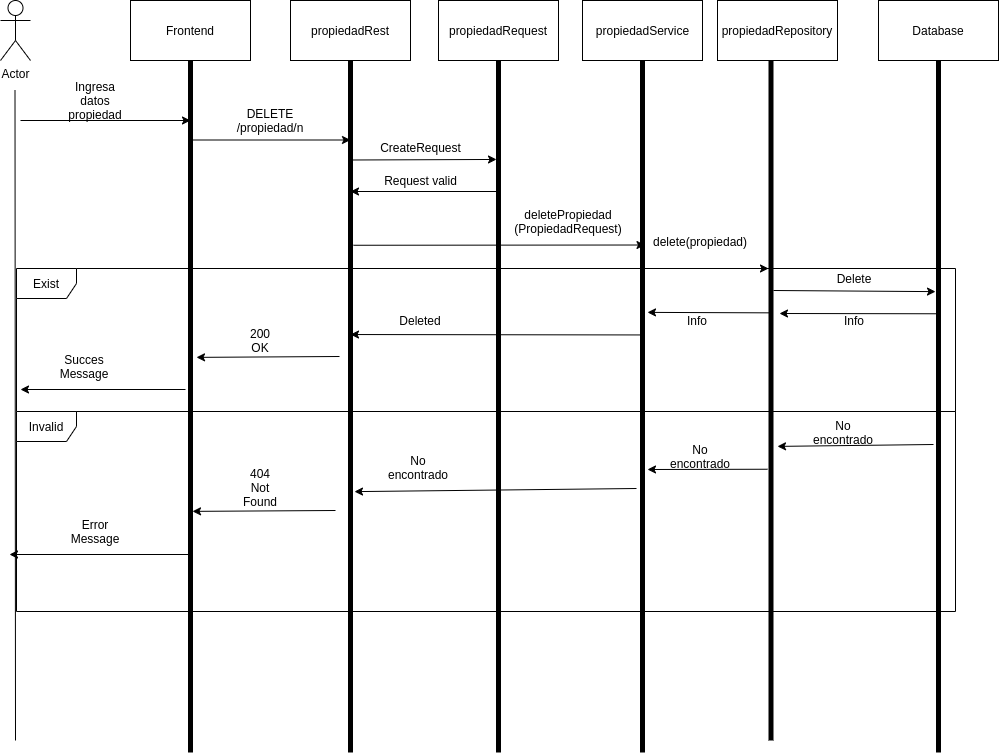 Frontend
propiedadRest
propiedadRequest
propiedadService
propiedadRepository
Database
Actor
Ingresa
datos
propiedad
DELETE
/propiedad/n
CreateRequest
Request valid
deletePropiedad
(PropiedadRequest)
delete(propiedad)
Exist
Delete
Info
Info
Deleted
200
OK
Succes
Message
Invalid
No
encontrado
No
encontrado
No
encontrado
404
Not
Found
Error
Message